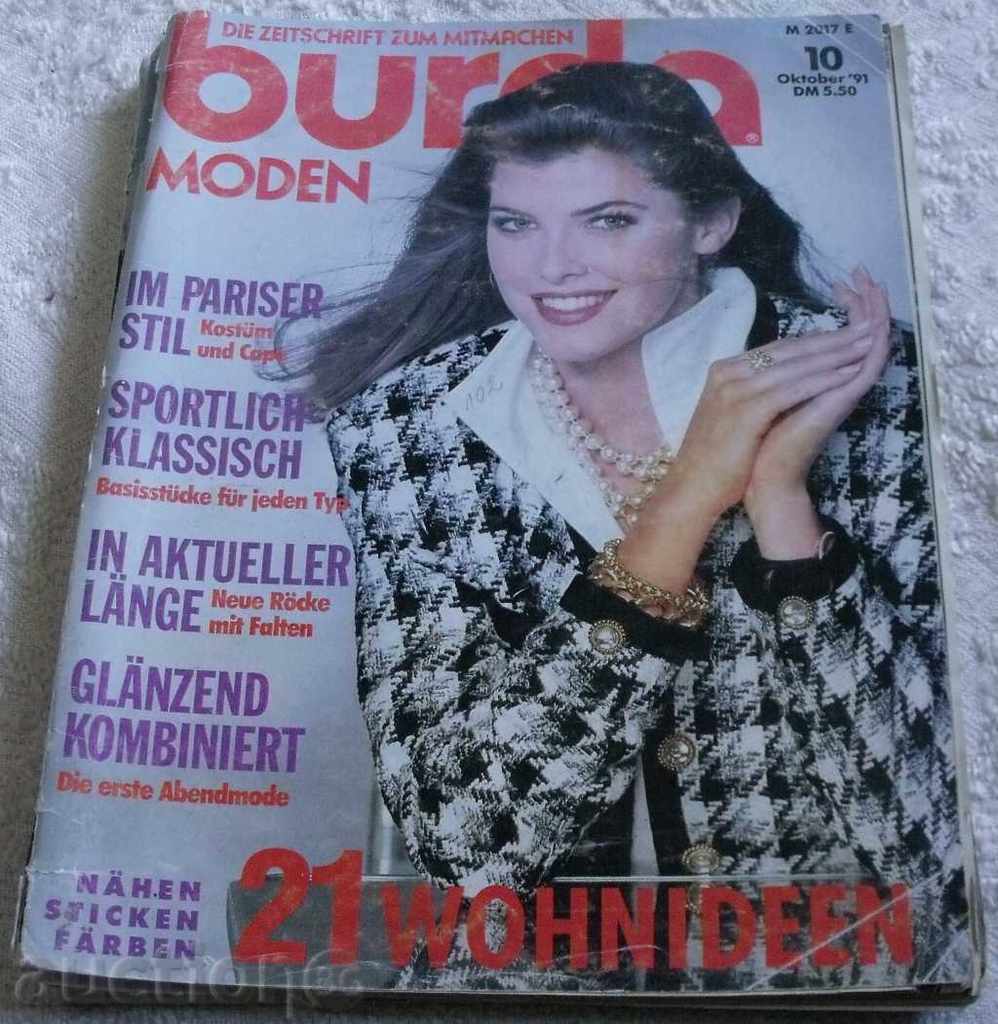 DIE ZEITSCHRIFT ZUM MITMACHEN
burda
MODEN
M 2017 E
10
Oktober '91
DM 5.50
IM PARISER
STIL Kostüm
und Cape
SPORTLICH-
KLASSISCH
Basisstücke für jeden Typ
IN AKTUELLER
LÄNGE Neue Röcke
mit Falten
GLÄNZEND
KOMBINIERT
Die erste Abendmode
NÄHEN
STICKEN
FÄRBEN
21 WOHNIDEEN
102